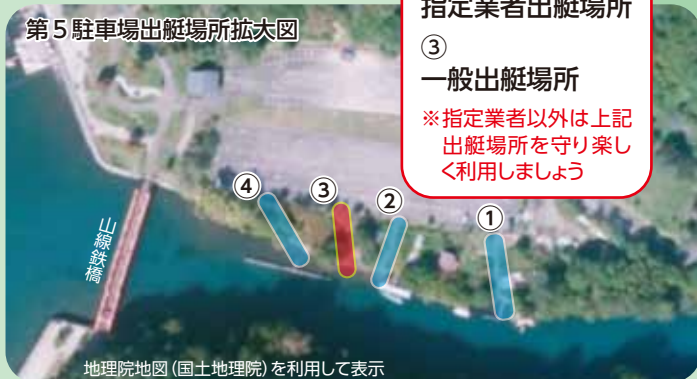 第5駐車場出艇場所拡大図
指定業者出艇場所
③
一般出艇場所
※指定業者以外は上記
出艇場所を守り楽し
く利用しましょう
④
③
②
①
山線鉄橋
地理院地図(国土地理院)を利用して表示